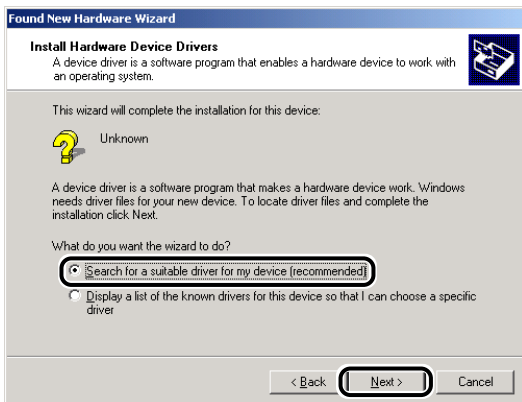 Found New Hardware Wizard
Install Hardware Device Drivers
A device driver is a software program that enables a hardware device to work with
an operating system.
This wizard will complete the installation for this device:
Unknown
A device driver is a software program that makes a hardware device work. Windows
needs driver files for your new device. To locate driver files and complete the
installation click Next.
What do you want the wizard to do?
Search for a suitable driver for my device (recommended)
Display a list of the known drivers for this device so that I can choose a specific
driver
< Back Next > Cancel